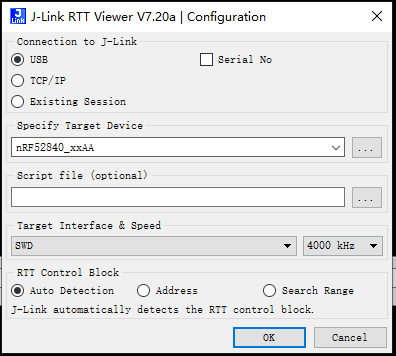 J-Link RTT Viewer V7.20a | Configuration
Connection to J-Link
USB
Serial No
TCP/IP
Existing Session
Specify Target Device
nRF52840_xxAA
...
Script file (optional)
...
Target Interface & Speed
SWD
4000 kHz
RTT Control Block
Auto Detection
Address
Search Range
J-Link automatically detects the RTT control block.
OK
Cancel